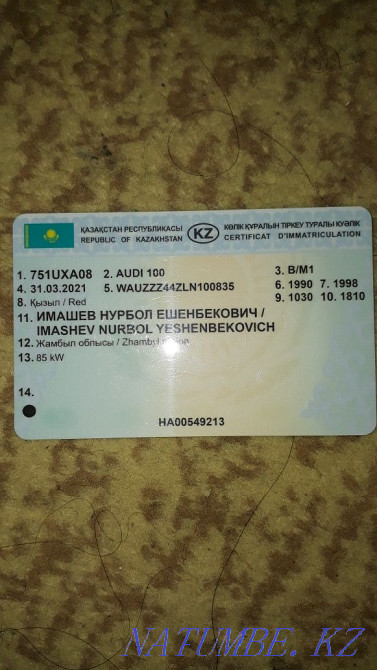 ҚАЗАҚСТАН РЕСПУБЛИКАСЫ KZ КӨЛІК ҚҰРАЛЫН ТІРКЕУ ТУРАЛЫ КУӘЛІК
REPUBLIC OF KAZAKHSTAN CERTIFICAT D'IMMATRICULATION
1. 751UXA08 2. AUDI 100 3. B/M1
4. 31.03.2021 5. WAUZZZ44ZLN100835 6. 1990 7. 1998
8. Қызыл / Red 9. 1030 10. 1810
11. ИМАШЕВ НУРБОЛ ЕШЕНБЕКОВИЧ /
IMASHEV NURBOL YESHENBEKOVICH
12. Жамбыл облысы / Zhambyl
13. 85 kW
14.
HA00549213
NATUMBE.KZ